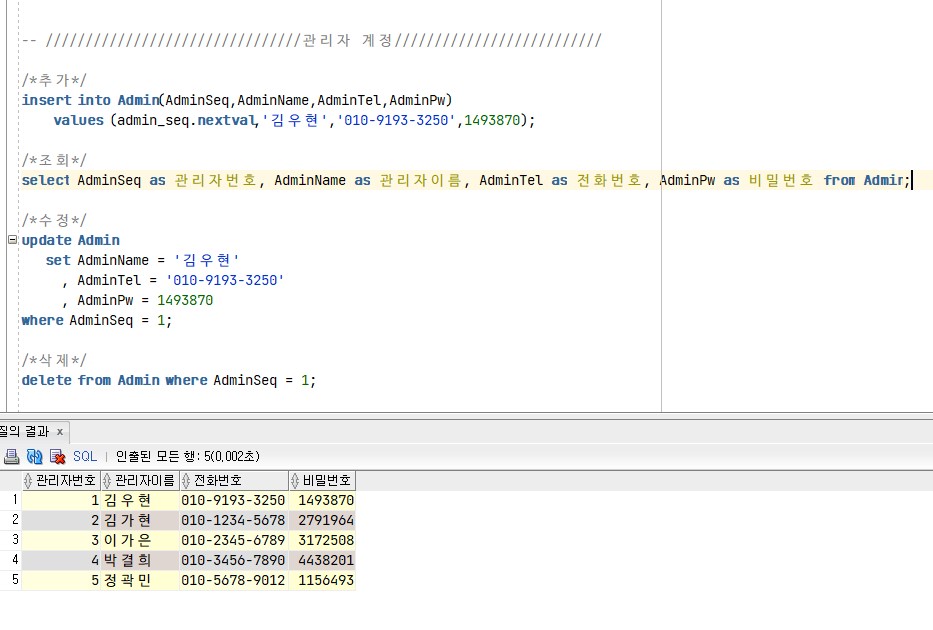 -- ////////////////////////////////관리자 계정//////////////////////////
/*추가*/
insert into Admin(AdminSeq,AdminName,AdminTel,AdminPw)
values (admin_seq.nextval,'김우현','010-9193-3250',1493870);
/*조회*/
select AdminSeq as 관리자번호, AdminName as 관리자이름, AdminTel as 전화번호, AdminPw as 비밀번호 from Admin;
/*수정*/
update Admin
set AdminName = '김우현'
, AdminTel = '010-9193-3250'
, AdminPw = 1493870
where AdminSeq = 1;
/*삭제*/
delete from Admin where AdminSeq = 1;
질의 결과 x
SQL | 인출된 모든 행: 5(0,002초)
관리자번호 관리자이름 전화번호 비밀번호
1 1 김우현 010-9193-3250 1493870
2 2 김가현 010-1234-5678 2791964
3 3 이가은 010-2345-6789 3172508
4 4 박결희 010-3456-7890 4438201
5 5 정곽민 010-5678-9012 1156493